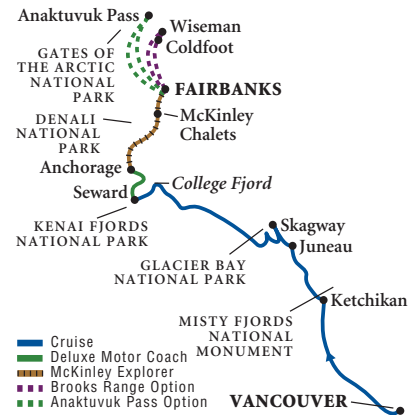 Anaktuvuk Pass
Wiseman
Coldfoot
GATES OF
THE ARCTIC
NATIONAL
PARK
FAIRBANKS
DENALI
NATIONAL
PARK
McKinley
Chalets
Anchorage
Seward
College Fjord
KENAI FJORDS
NATIONAL PARK
Skagway
Juneau
GLACIER BAY
NATIONAL PARK
Ketchikan
MISTY FJORDS
NATIONAL
MONUMENT
Cruise
Deluxe Motor Coach
McKinley Explorer
Brooks Range Option
Anaktuvuk Pass Option
VANCOUVER